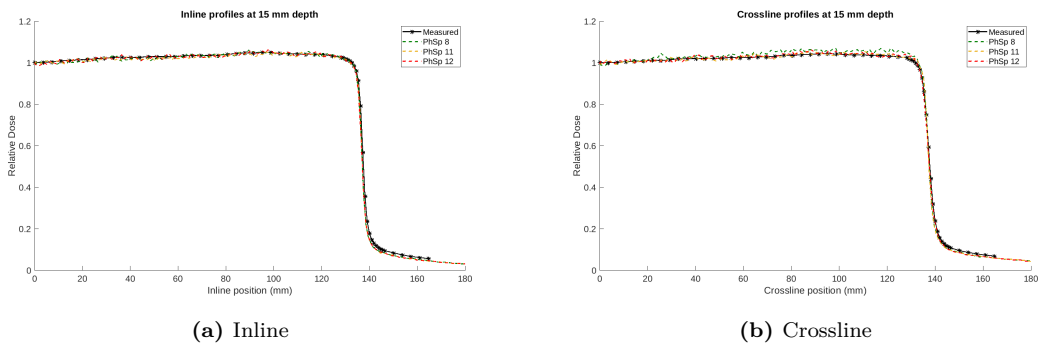 Inline profiles at 15 mm depth
1.2
1
0.8
0.6
0.4
0.2
0
Relative Dose
Measured
PhSp 8
PhSp 11
PhSp 12
0 20 40 60 80 100 120 140 160 180
Inline position (mm)
(a) Inline
Crossline profiles at 15 mm depth
1.2
1
0.8
0.6
0.4
0.2
0
Relative Dose
Measured
PhSp 8
PhSp 11
PhSp 12
0 20 40 60 80 100 120 140 160 180
Crossline position (mm)
(b) Crossline